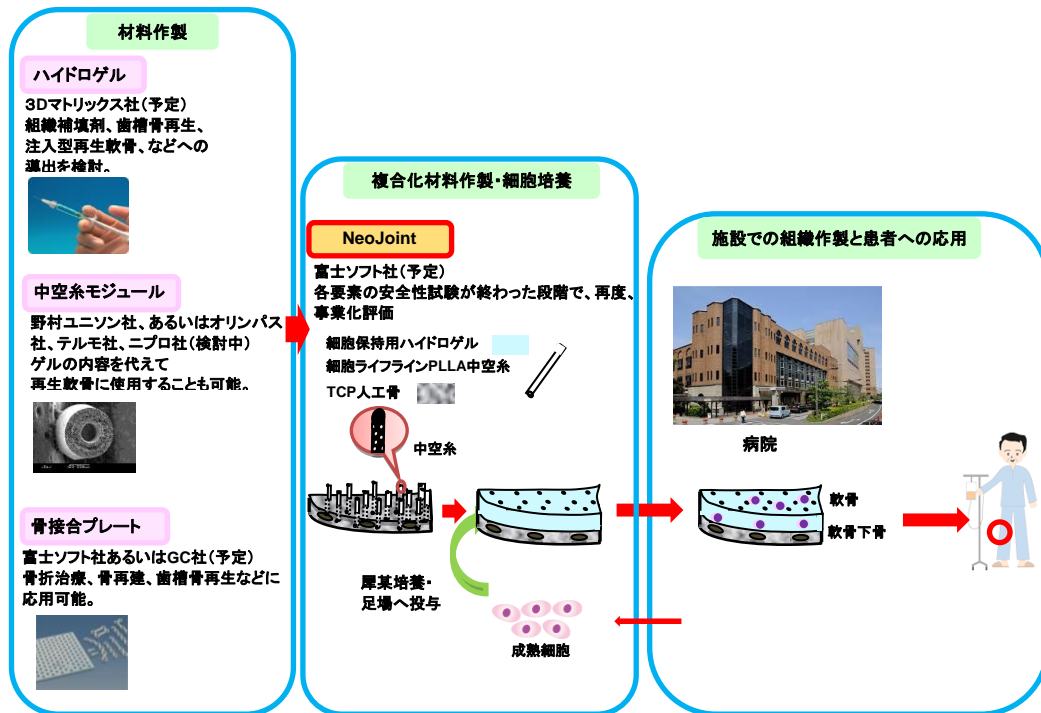 材料作製
ハイドロゲル
3Dマトリックス社(予定)
組織補填剤、歯槽骨再生、
注入型再生軟骨、などへの
導出を検討。
中空糸モジュール
野村ユニソン社、あるいはオリンパス
社、テルモ社、ニプロ社(検討中)
ゲルの内容を代えて
再生軟骨に使用することも可能。
骨接合プレート
富士ソフト社あるいはGC社(予定)
骨折治療、骨再建、歯槽骨再生などに
応用可能。
複合化材料作製・細胞培養
NeoJoint
富士ソフト社(予定)
各要素の安全性試験が終わった段階で、再度、
事業化評価
細胞保持用ハイドロゲル
細胞ライフラインPLLA中空糸
TCP人工骨
中空糸
犀某培養・
足場へ投与
成熟細胞
施設での組織作製と患者への応用
病院
軟骨
軟骨下骨